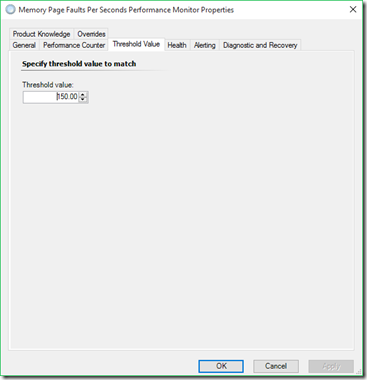 Memory Page Faults Per Seconds Performance Monitor Properties
Product Knowledge Overrides
General Performance Counter Threshold Value Health Alerting Diagnostic and Recovery
Specify threshold value to match
Threshold value:
150.00
OK Cancel Apply